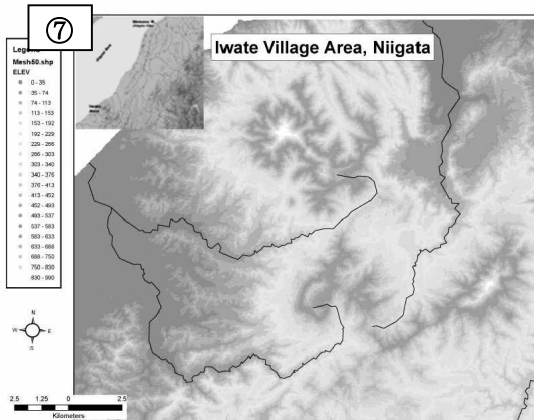 ⑦
Iwate Village Area, Niigata
Legend
Mesh50.shp
ELEV
0 - 35
35 - 74
74 - 113
113 - 153
153 - 192
192 - 229
229 - 266
266 - 303
303 - 340
340 - 376
376 - 413
413 - 452
452 - 493
493 - 537
537 - 583
583 - 633
633 - 688
688 - 750
750 - 830
830 - 990
N
W
E
S
2.5 1.25 0 2.5
Kilometers